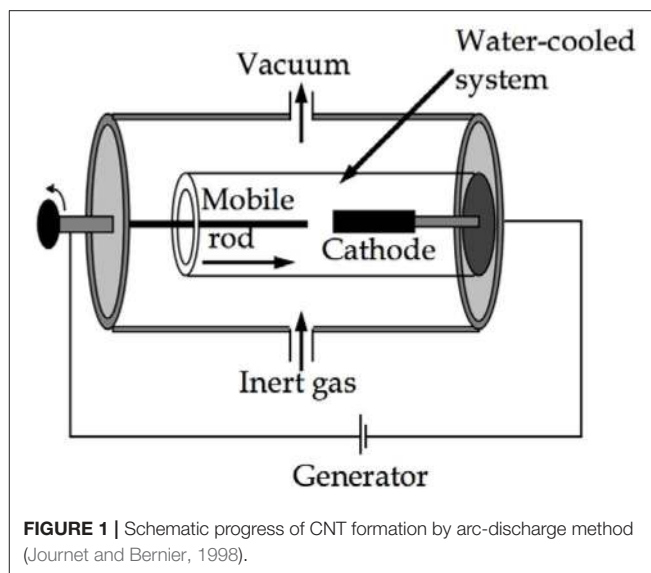 Water-cooled
system
Vacuum
Mobile
rod
Cathode
Inert gas
Generator
FIGURE 1 | Schematic progress of CNT formation by arc-discharge method
(Journet and Bernier, 1998).